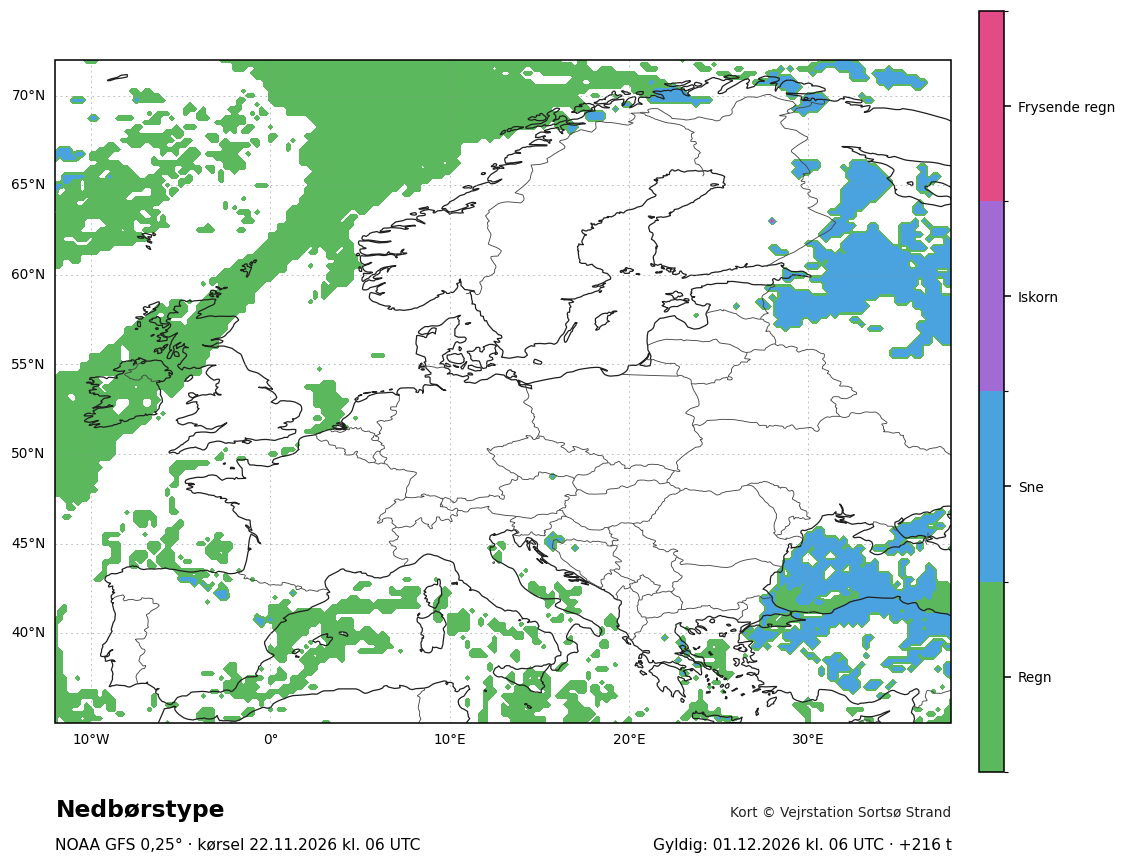 Frysende regn
Iskorn
Sne
Regn
70°N
65°N
60°N
55°N
50°N
45°N
40°N
10°W
0°
10°E
20°E
30°E
Nedbørstype
Kort © Vejrstation Sortsø Strand
NOAA GFS 0,25° · kørsel 22.11.2026 kl. 06 UTC
Gyldig: 01.12.2026 kl. 06 UTC · +216 t